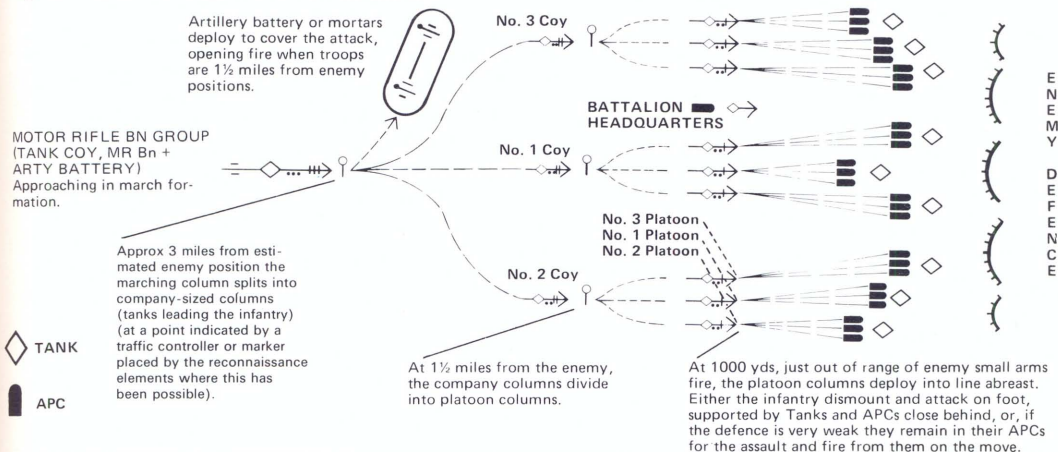 Artillery battery or mortars
deploy to cover the attack,
opening fire when troops
are 1½ miles from enemy
positions.
No. 3 Coy
MOTOR RIFLE BN GROUP
(TANK COY, MR Bn +
ARTY BATTERY)
Approaching in march for-
mation.
BATTALION
HEADQUARTERS
No. 1 Coy
ENEMY DEFENCE
No. 3 Platoon
No. 1 Platoon
No. 2 Platoon
No. 2 Coy
Approx 3 miles from esti-
mated enemy position the
marching column splits into
company-sized columns
(tanks leading the infantry)
(at a point indicated by a
traffic controller or marker
placed by the reconnaissance
elements where this has
been possible).
TANK
APC
At 1½ miles from the enemy,
the company columns divide
into platoon columns.
At 1000 yds, just out of range of enemy small arms
fire, the platoon columns deploy into line abreast.
Either the infantry dismount and attack on foot,
supported by Tanks and APCs close behind, or, if
the defence is very weak they remain in their APCs
for the assault and fire from them on the move.